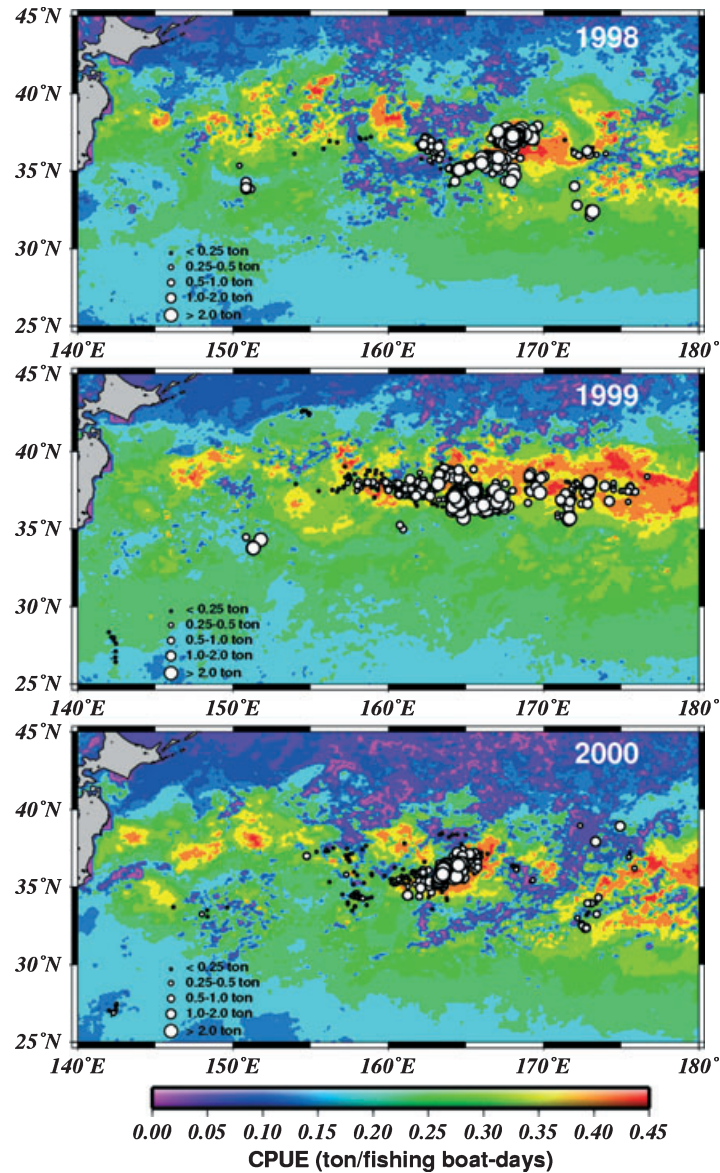 45˚N
1998
40˚N
35˚N
30˚N
< 0.25 ton
0.25-0.5 ton
0.5-1.0 ton
1.0-2.0 ton
> 2.0 ton
25˚N
140˚E 150˚E 160˚E 170˚E 180˚
45˚N
1999
40˚N
35˚N
30˚N
< 0.25 ton
0.25-0.5 ton
0.5-1.0 ton
1.0-2.0 ton
> 2.0 ton
25˚N
140˚E 150˚E 160˚E 170˚E 180˚
45˚N
2000
40˚N
35˚N
30˚N
< 0.25 ton
0.25-0.5 ton
0.5-1.0 ton
1.0-2.0 ton
> 2.0 ton
25˚N
140˚E 150˚E 160˚E 170˚E 180˚
0.00 0.05 0.10 0.15 0.20 0.25 0.30 0.35 0.40 0.45
CPUE (ton/fishing boat-days)